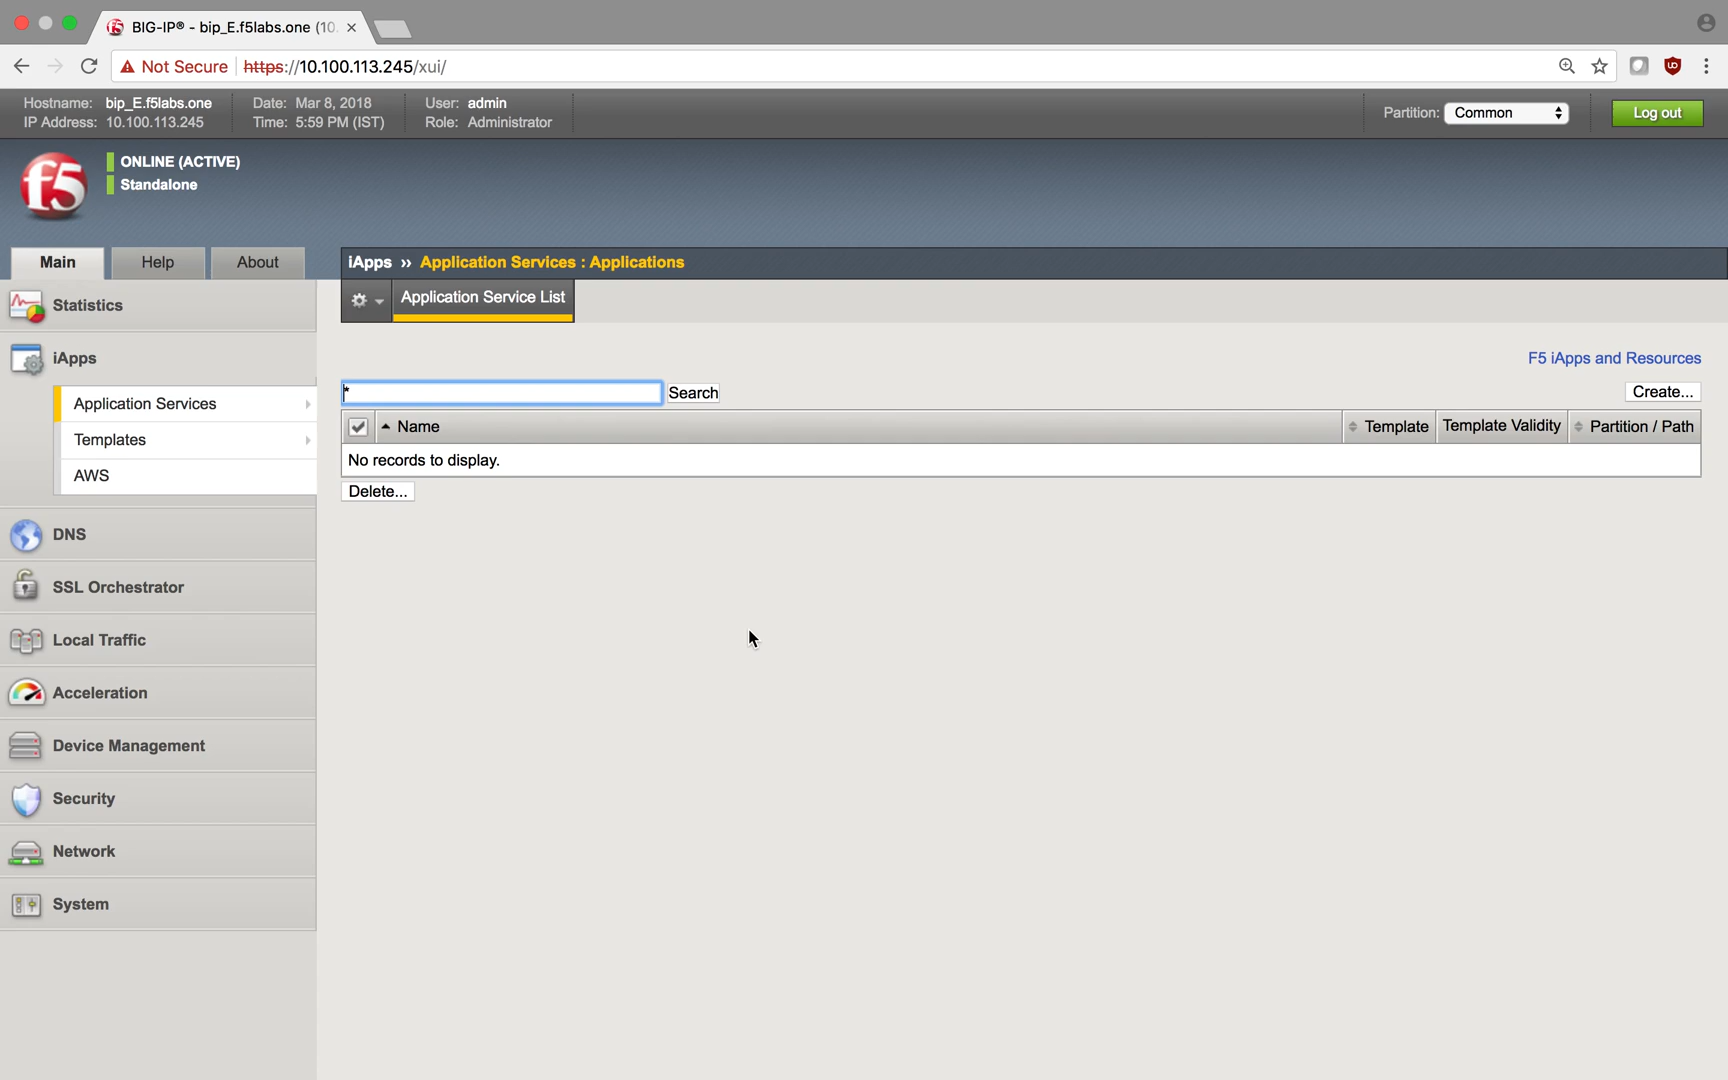 BIG-IP® - bip_E.f5labs.one (10.
Not Secure https://10.100.113.245/xui/
Hostname: bip_E.f5labs.one Date: Mar 8, 2018 User: admin
IP Address: 10.100.113.245 Time: 5:59 PM (IST) Role: Administrator
Partition: Common Log out
f5
ONLINE (ACTIVE)
Standalone
Main Help About
iApps » Application Services : Applications
Application Service List
Statistics
iApps
Application Services
Templates
AWS
DNS
SSL Orchestrator
Local Traffic
Acceleration
Device Management
Security
Network
System
F5 iApps and Resources
* Search Create...
Name Template Template Validity Partition / Path
No records to display.
Delete...